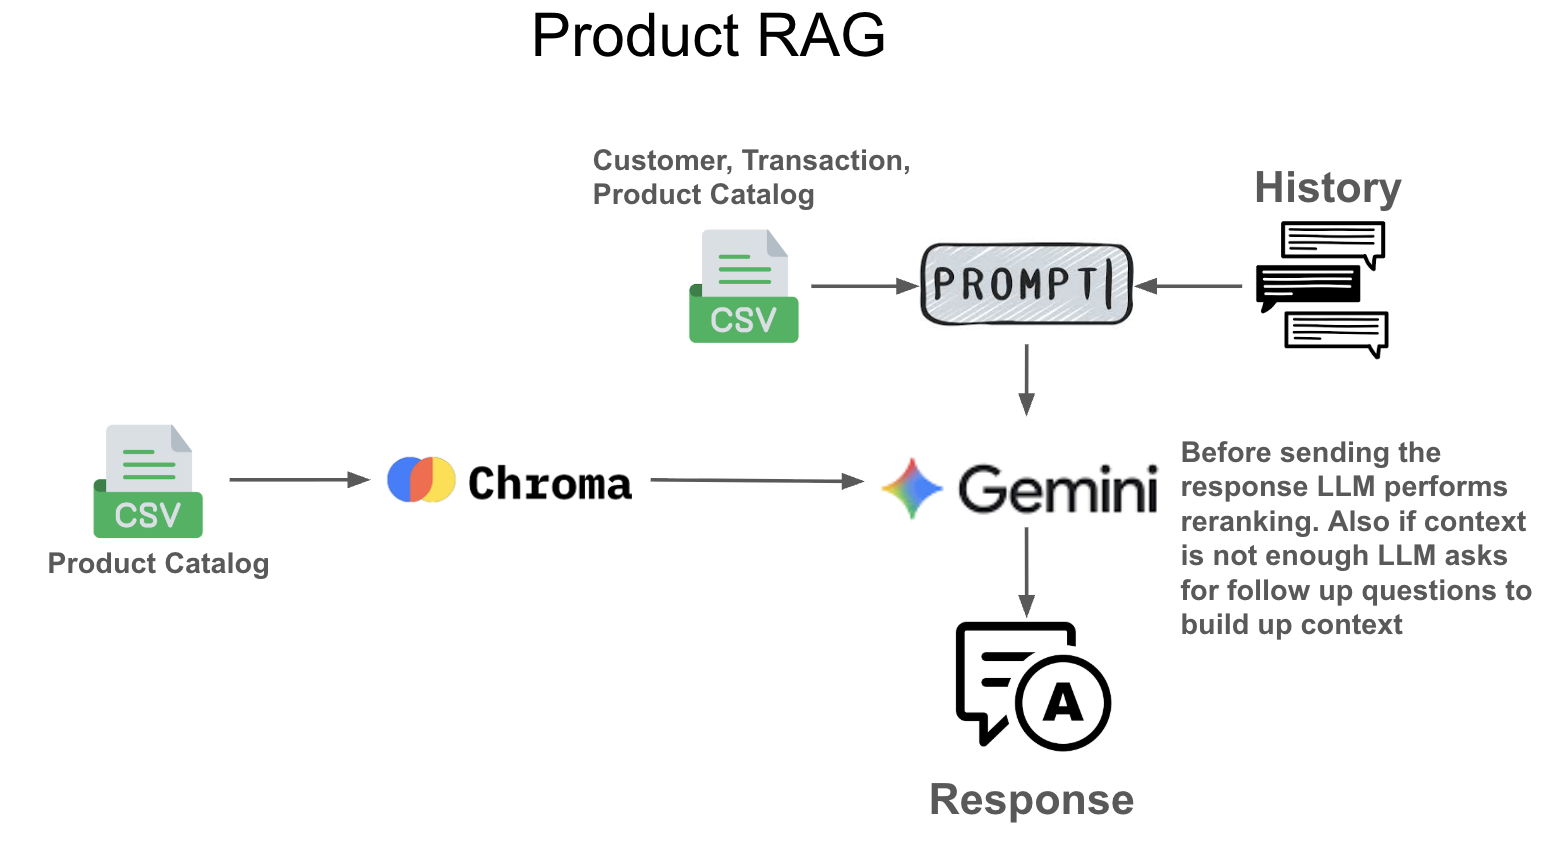 Product RAG
Customer, Transaction,
Product Catalog
History
CSV
PROMPT
CSV
Product Catalog
Chroma
Gemini
Before sending the
response LLM performs
reranking. Also if context
is not enough LLM asks
for follow up questions to
build up context
A
Response